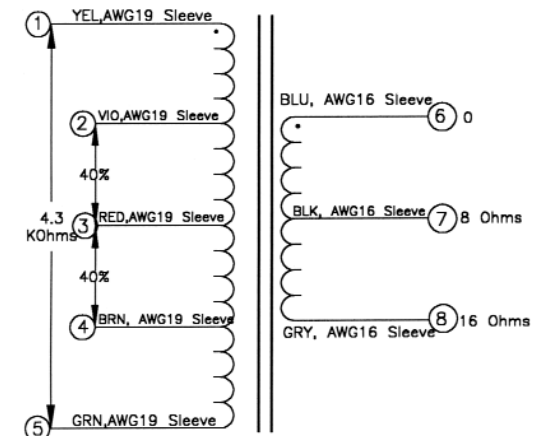 1 YEL,AWG19 Sleeve
BLU, AWG16 Sleeve 6 0
2 VIO,AWG19 Sleeve
40%
4.3 KOhms
3 RED,AWG19 Sleeve
BLK, AWG16 Sleeve 7 8 Ohms
40%
4 BRN, AWG19 Sleeve
8 16 Ohms
GRY, AWG16 Sleeve
5 GRN,AWG19 Sleeve